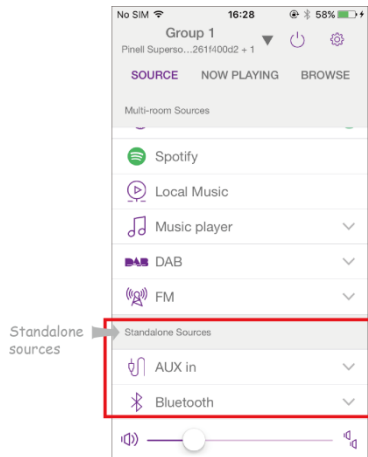 No SIM 16:28 58%
Group 1
Pinell Superso...261f400d2 + 1
SOURCE NOW PLAYING BROWSE
Multi-room Sources
Spotify
Local Music
Music player
DAB DAB
FM
Standalone Sources
Standalone
sources
AUX in
Bluetooth